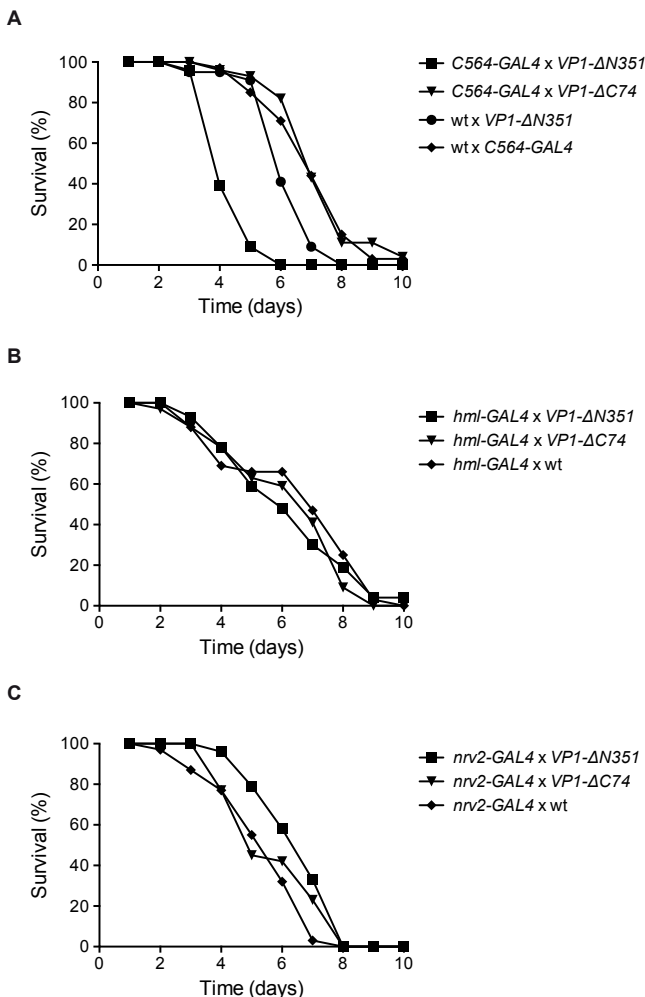 A
C564-GAL4 x VP1-ΔN351
C564-GAL4 x VP1-ΔC74
wt x VP1-ΔN351
wt x C564-GAL4
Survival (%)
100
80
60
40
20
0
0 2 4 6 8 10
Time (days)
B
hml-GAL4 x VP1-ΔN351
hml-GAL4 x VP1-ΔC74
hml-GAL4 x wt
Survival (%)
100
80
60
40
20
0
0 2 4 6 8 10
Time (days)
C
nrv2-GAL4 x VP1-ΔN351
nrv2-GAL4 x VP1-ΔC74
nrv2-GAL4 x wt
Survival (%)
100
80
60
40
20
0
0 2 4 6 8 10
Time (days)